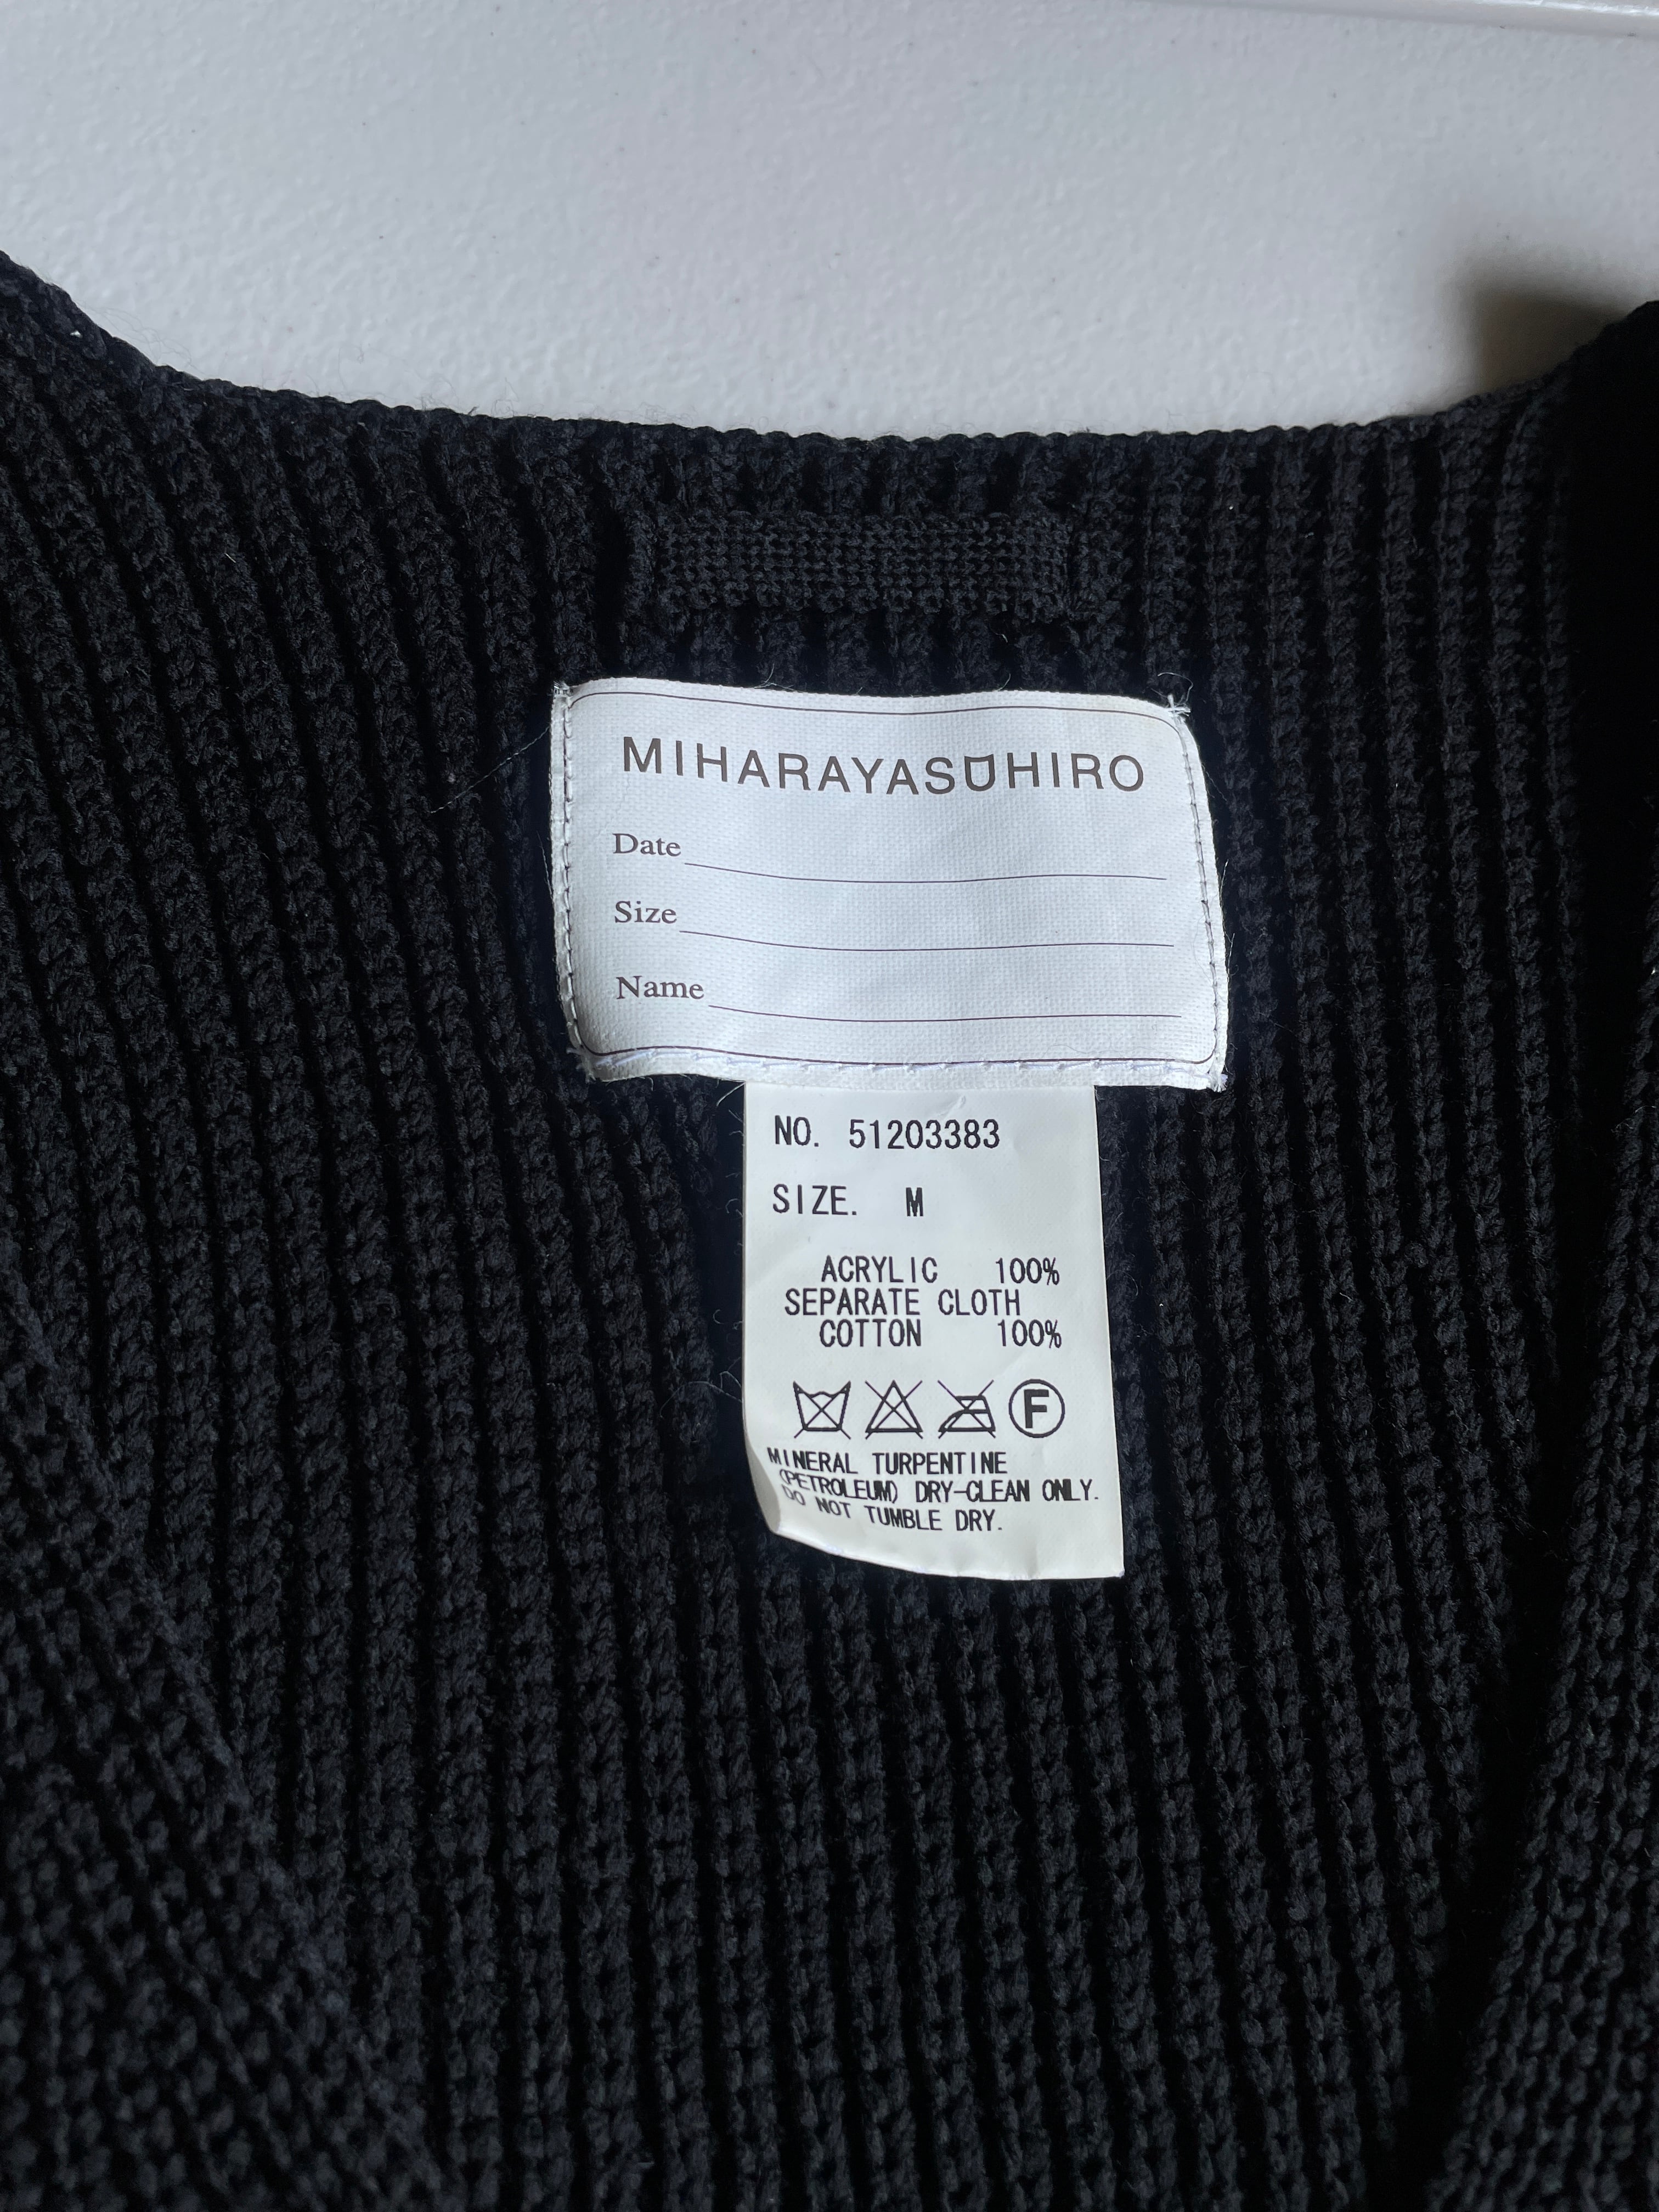 MIHARAYASUHIRO
Date
Size
Name
NO. 51203383
SIZE. M
ACRYLIC 100%
SEPARATE CLOTH
COTTON 100%
F
MINERAL TURPENTINE
(PETROLEUM) DRY-CLEAN ONLY.
DO NOT TUMBLE DRY.